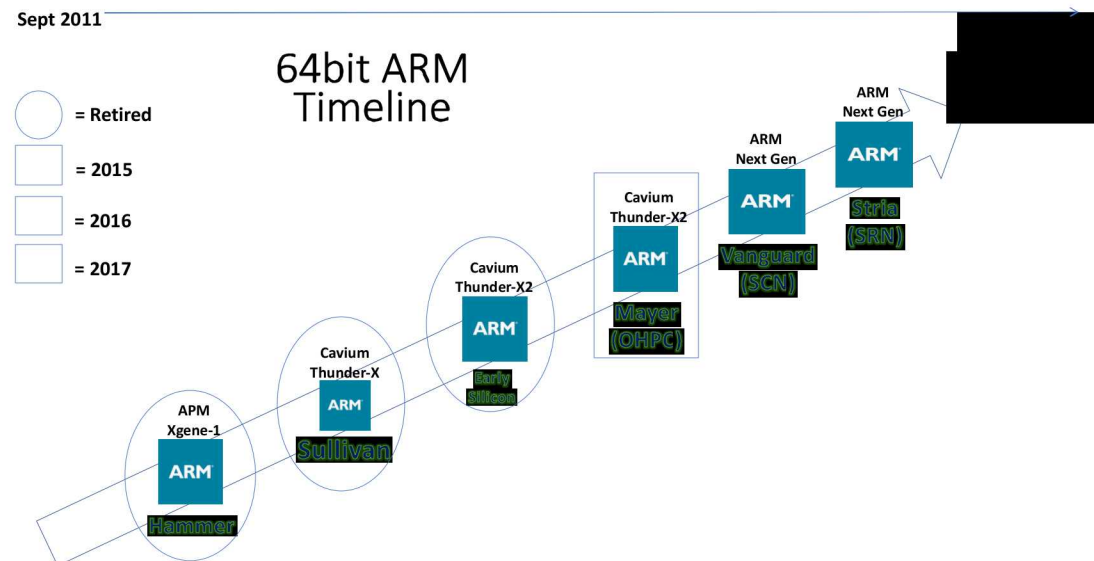 Sept 2011
64bit ARM
Timeline
= Retired
= 2015
= 2016
= 2017
APM
Xgene-1
ARM
Hammer
Cavium
Thunder-X
ARM
Sullivan
Cavium
Thunder-X2
ARM
Early
Silicon
Cavium
Thunder-X2
ARM
Mayer
(OHPC)
ARM
Next Gen
ARM
Vanguard
(SCN)
ARM
Next Gen
ARM
Stria
(SRN)